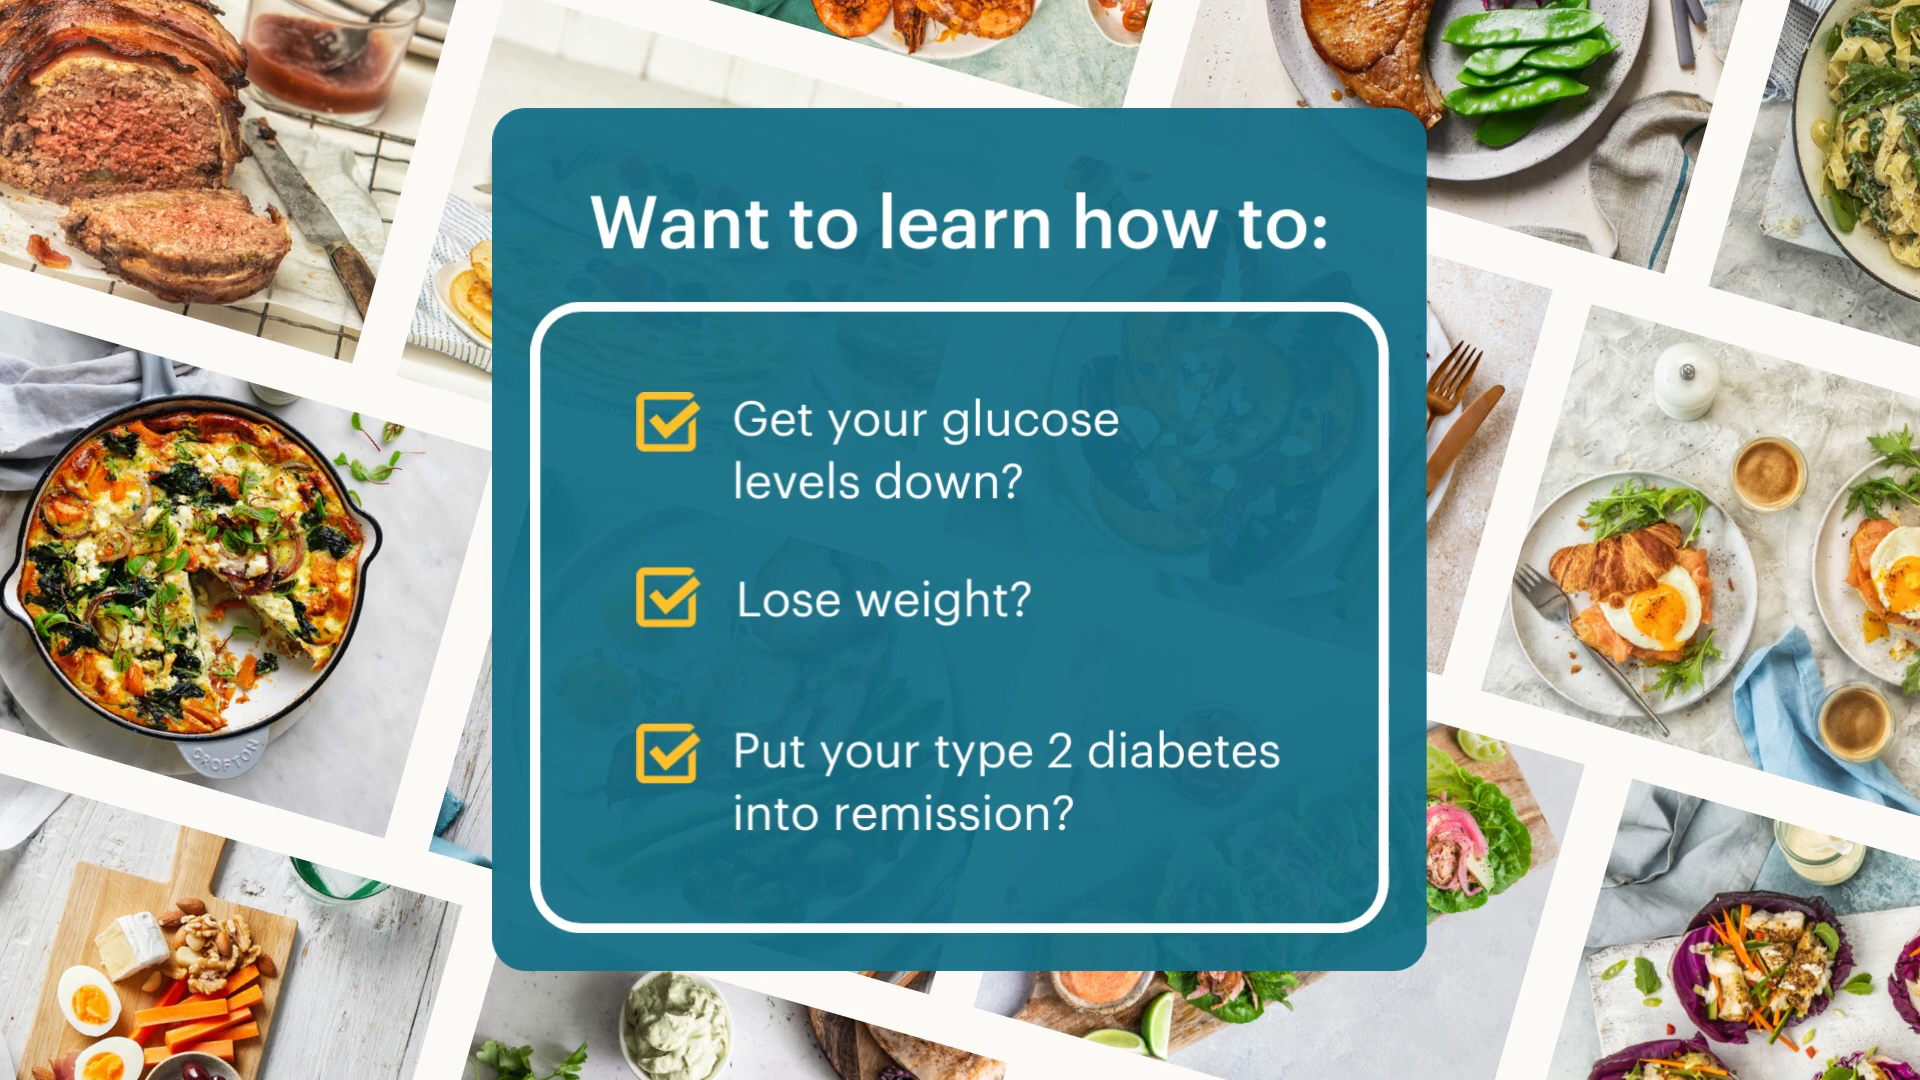 Want to learn how to:
Get your glucose
levels down?
Lose weight?
Put your type 2 diabetes
into remission?
CROFTON